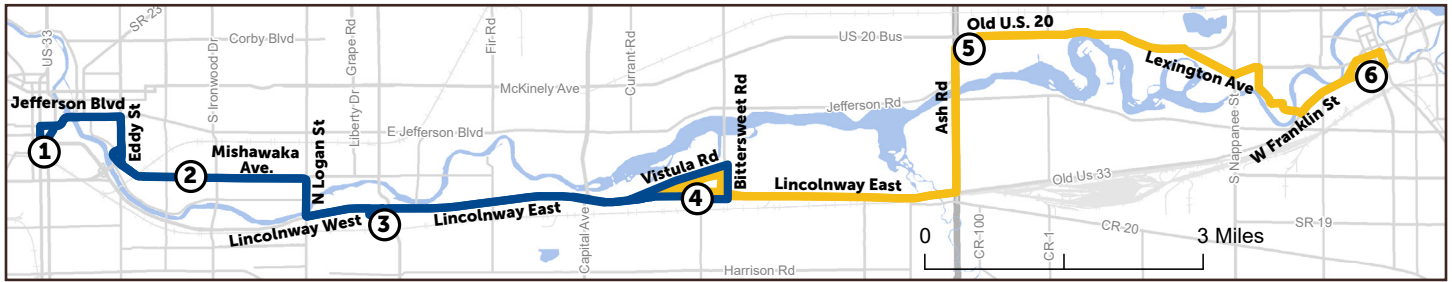 US 33
SR-23
Corby Blvd
S Ironwood Dr
Liberty Dr
Grape Rd
Fir Rd
Currant Rd
US 20 Bus
Old U.S. 20
5
Lexington Ave
6
McKinely Ave
Jefferson Blvd
Eddy St
1
E Jefferson Blvd
Jefferson Rd
Bittersweet Rd
Ash Rd
S Nappanee St
W Franklin St
Mishawaka
Ave.
2
N Logan St
Vistula Rd
4
Lincolnway East
Old Us 33
Lincolnway West
3
Lincolnway East
Capital Ave
CR-100
CR-1
CR-20
SR 19
Harrison Rd
0
3 Miles